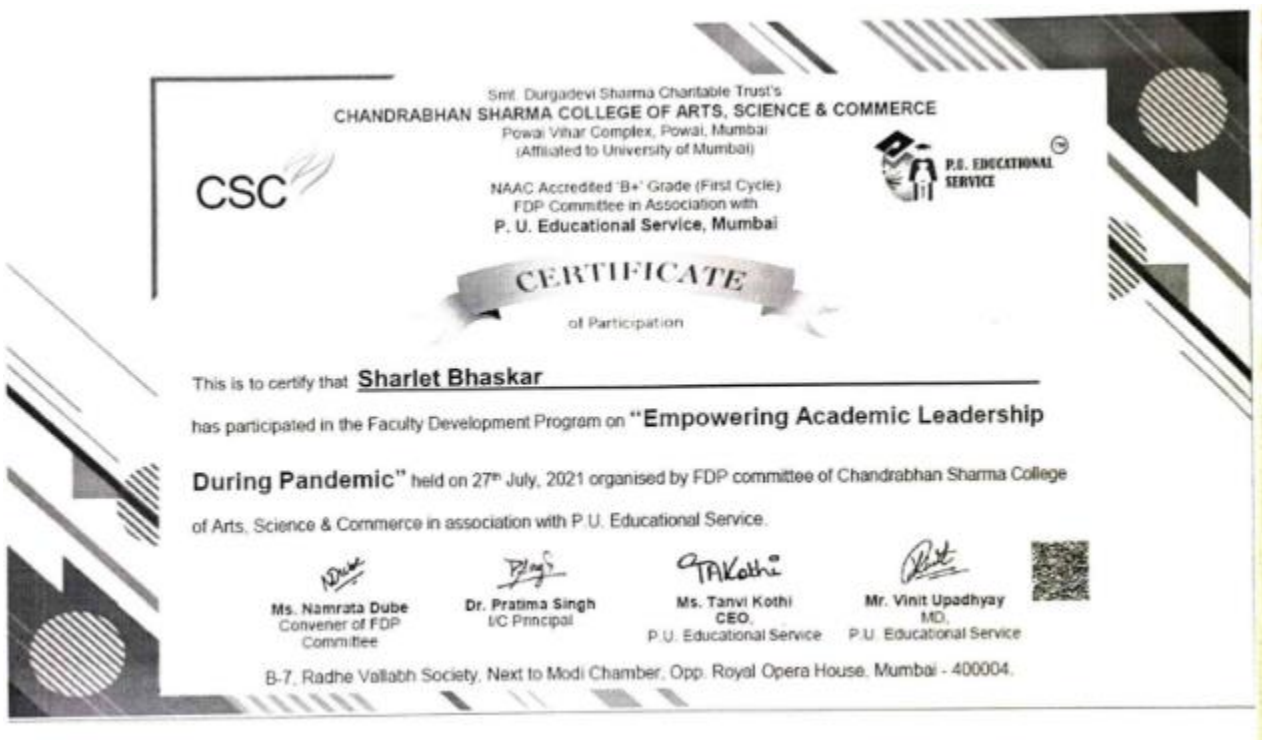 Smt. Durgadevi Sharma Charitable Trust's
CHANDRABHAN SHARMA COLLEGE OF ARTS, SCIENCE & COMMERCE
Powai Vihar Complex, Powai, Mumbai
(Affiliated to University of Mumbai)
CSC
P.U. EDUCATIONAL
SERVICE
TM
NAAC Accredited 'B+' Grade (First Cycle)
FDP Committee in Association with
P. U. Educational Service, Mumbai
CERTIFICATE
of Participation
This is to certify that Sharlet Bhaskar
has participated in the Faculty Development Program on "Empowering Academic Leadership
During Pandemic" held on 27th July, 2021 organised by FDP committee of Chandrabhan Sharma College
of Arts, Science & Commerce in association with P.U. Educational Service.
NDube
TAKothi
Ms. Namrata Dube
Convener of FDP
Committee
Dr. Pratima Singh
I/C Principal
Ms. Tanvi Kothi
CEO,
P.U. Educational Service
Mr. Vinit Upadhyay
MD,
P.U. Educational Service
B-7, Radhe Vallabh Society, Next to Modi Chamber, Opp. Royal Opera House, Mumbai - 400004.